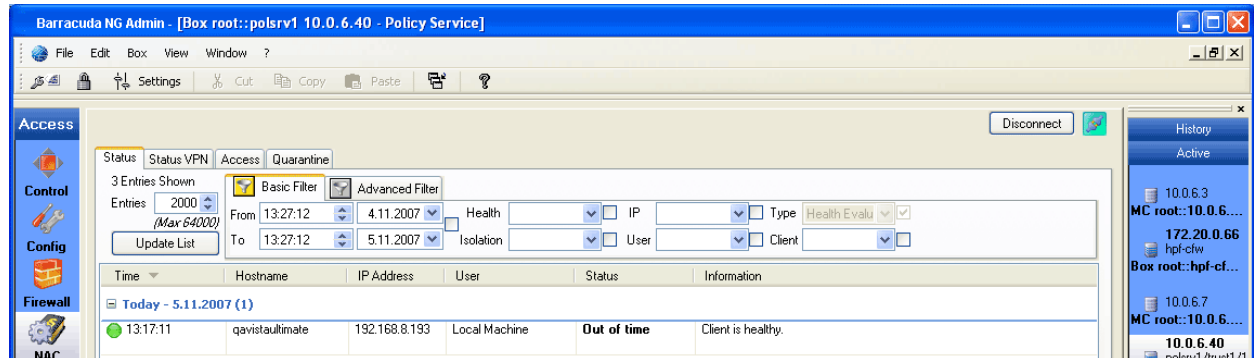 Barracuda NG Admin - [Box root::polsrv1 10.0.6.40 - Policy Service]
File Edit Box View Window ?
Settings Cut Copy Paste
Access
Control
Config
Firewall
NAC
Disconnect
Status Status VPN Access Quarantine
3 Entries Shown
Entries 2000
(Max 64000)
Update List
Basic Filter Advanced Filter
From 13:27:12 4.11.2007 Health IP Type Health Evalu
To 13:27:12 5.11.2007 Isolation User Client
Time Hostname IP Address User Status Information
Today - 5.11.2007 (1)
13:17:11 qavistaultimate 192.168.8.193 Local Machine Out of time Client is healthy.
History
Active
10.0.6.3
MC root::10.0.6....
172.20.0.66
hpf-cfw
Box root::hpf-cf...
10.0.6.7
MC root::10.0.6....
10.0.6.40
polsrv1/trust1/1